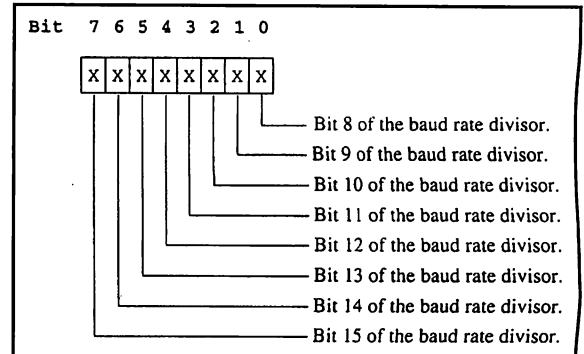 Bit 7 6 5 4 3 2 1 0
X X X X X X X X
Bit 8 of the baud rate divisor.
Bit 9 of the baud rate divisor.
Bit 10 of the baud rate divisor.
Bit 11 of the baud rate divisor.
Bit 12 of the baud rate divisor.
Bit 13 of the baud rate divisor.
Bit 14 of the baud rate divisor.
Bit 15 of the baud rate divisor.